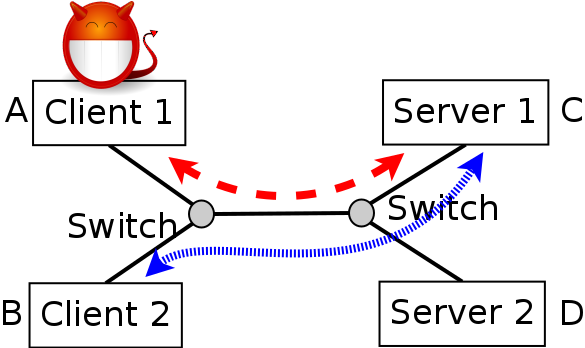 A
Client 1
Server 1
C
Switch
Switch
B
Client 2
Server 2
D